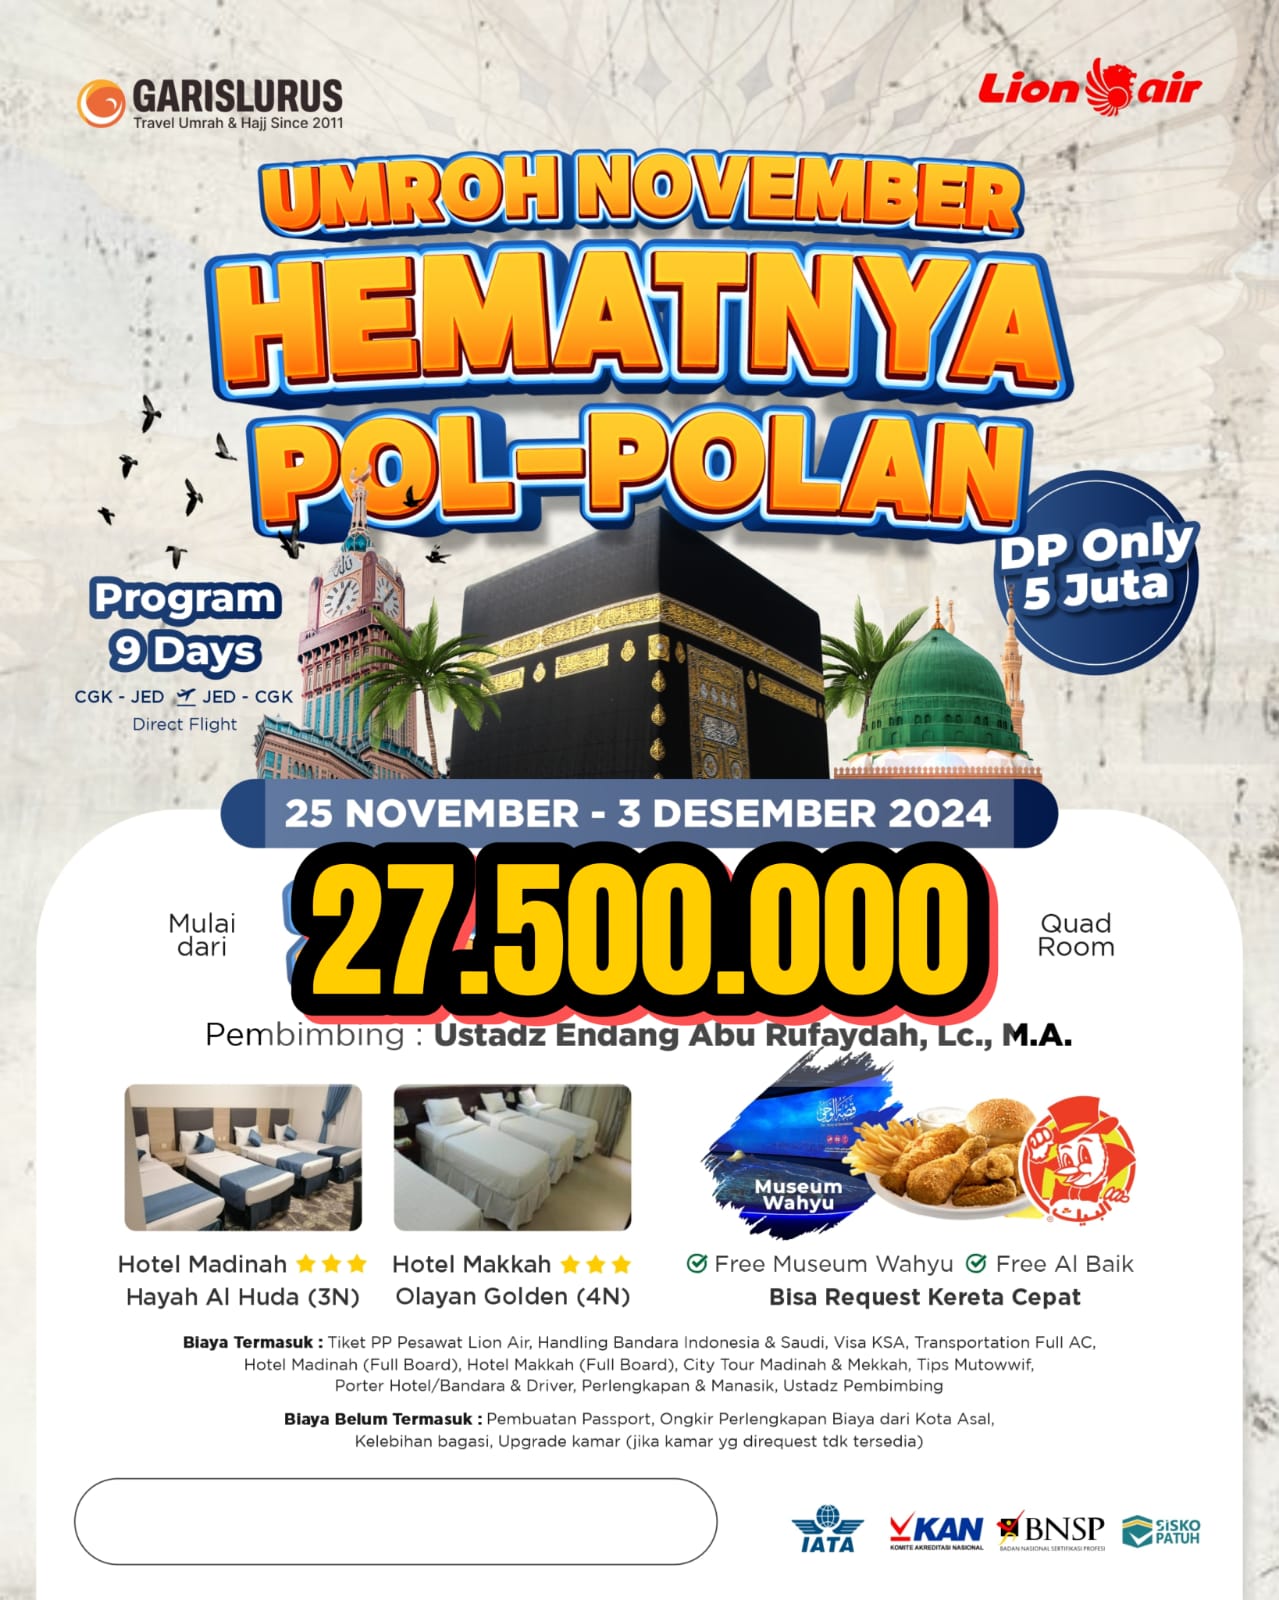 GARISLURUS
Travel Umrah & Hajj Since 2011
Lion air
UMROH NOVEMBER
HEMATNYA
POL-POLAN
DP Only
5 Juta
Program
9 Days
CGK - JED JED - CGK
Direct Flight
25 NOVEMBER - 3 DESEMBER 2024
Mulai
dari
27.500.000
Quad
Room
Pembimbing : Ustadz Endang Abu Rufaydah, Lc., M.A.
قصة الوحي
Museum
Wahyu
البيك
Hotel Madinah
Hayah Al Huda (3N)
Hotel Makkah
Olayan Golden (4N)
Free Museum Wahyu Free Al Baik
Bisa Request Kereta Cepat
Biaya Termasuk : Tiket PP Pesawat Lion Air, Handling Bandara Indonesia & Saudi, Visa KSA, Transportation Full AC,
Hotel Madinah (Full Board), Hotel Makkah (Full Board), City Tour Madinah & Mekkah, Tips Mutowwif,
Porter Hotel/Bandara & Driver, Perlengkapan & Manasik, Ustadz Pembimbing
Biaya Belum Termasuk : Pembuatan Passport, Ongkir Perlengkapan Biaya dari Kota Asal,
Kelebihan bagasi, Upgrade kamar (jika kamar yg direquest tdk tersedia)
IATA
KAN
KOMITE AKREDITASI NASIONAL
BNSP
BADAN NASIONAL SERTIFIKASI PROFESI
SISKO
PATUH